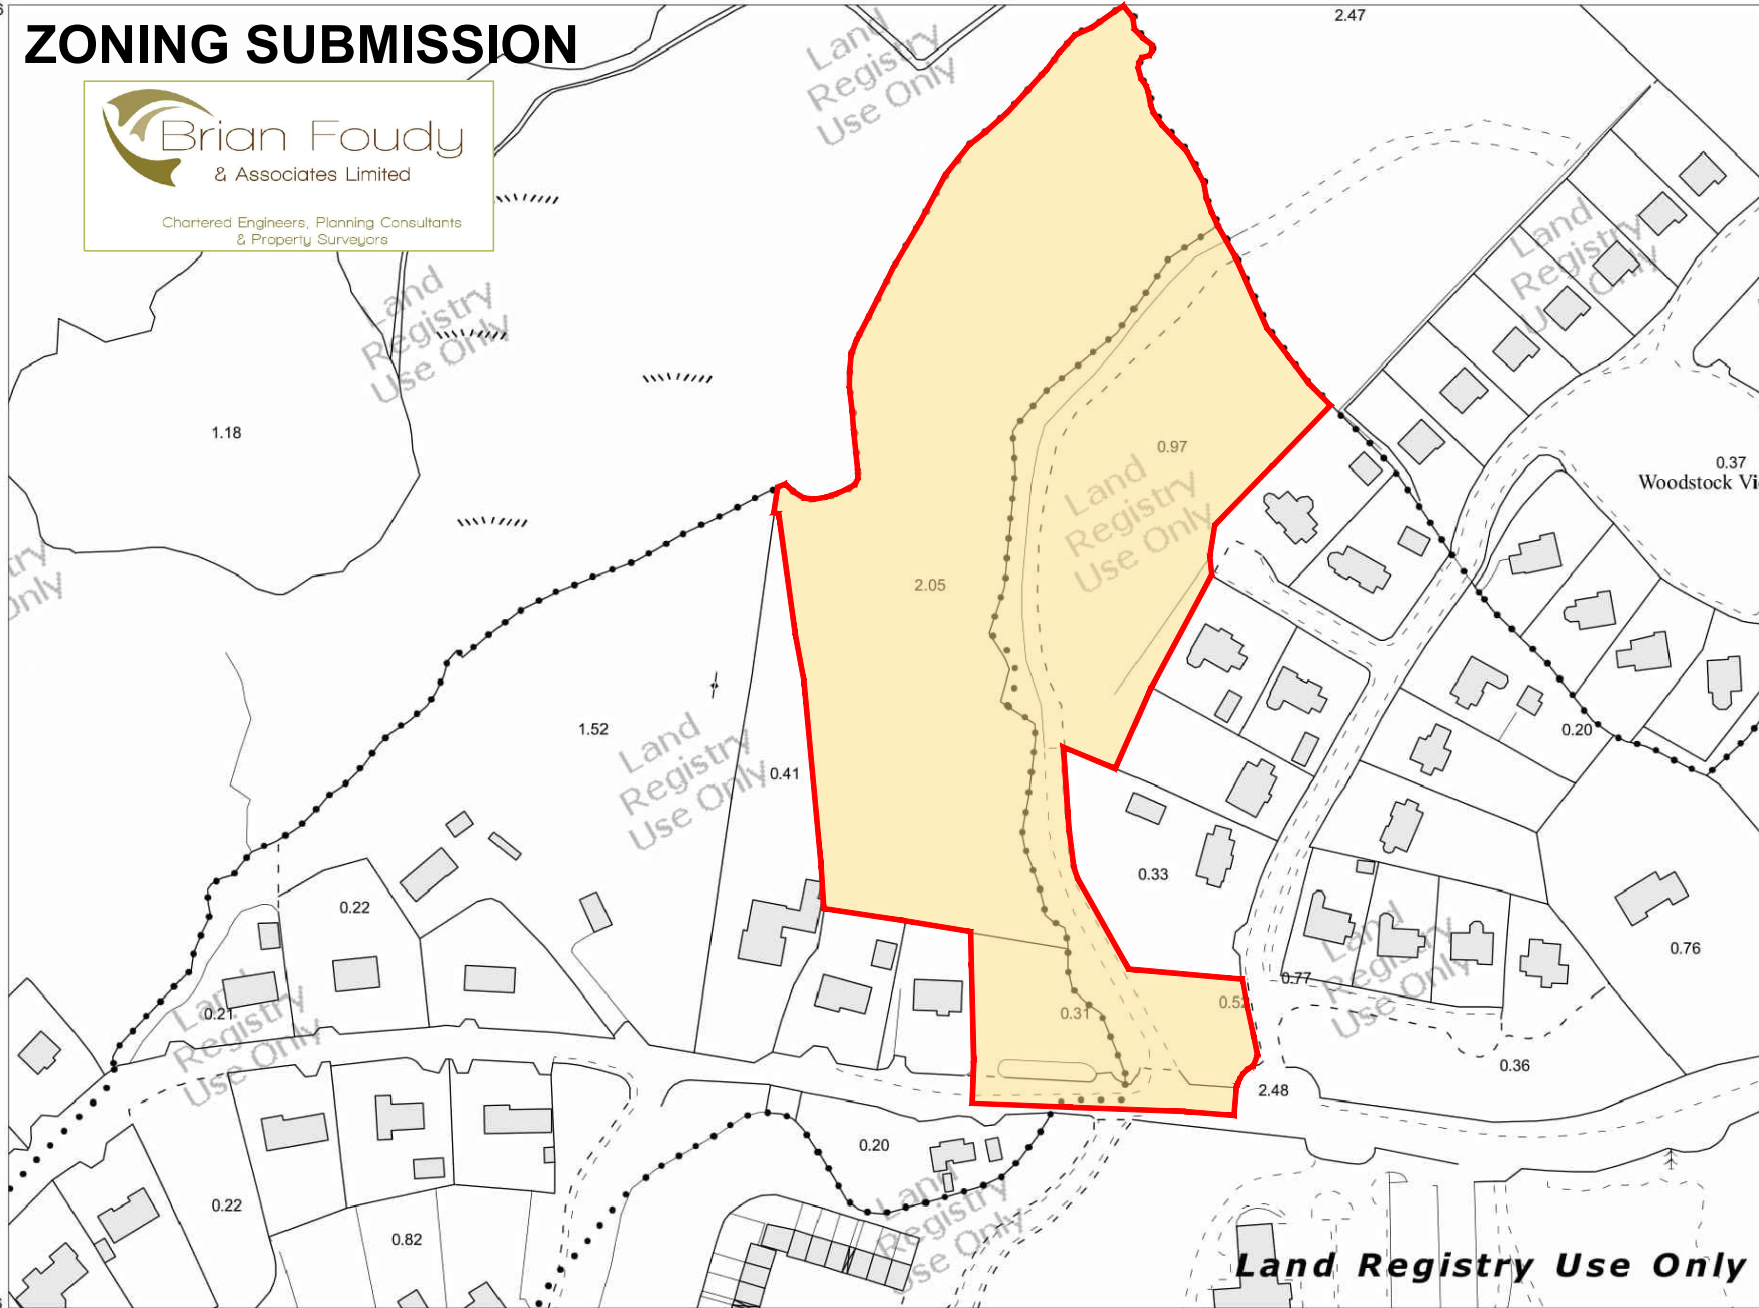 ZONING SUBMISSION
Brian Foudy
& Associates Limited
Chartered Engineers, Planning Consultants
& Property Surveyors
2.47
Land
Registry
Use Only
Land
Registry
Use Only
Land
Registry
Use Only
1.18
0.97
0.37
Woodstock Vi
Land
Registry
Use Only
try
Only
2.05
1.52
0.20
Land
Registry
Use Only
0.41
0.33
0.22
Land
Registry
Use Only
0.76
0.77
0.52
0.31
0.21
Land
Registry
Use Only
0.36
2.48
0.20
Land
Registry
Use Only
0.22
0.82
Land Registry Use Only